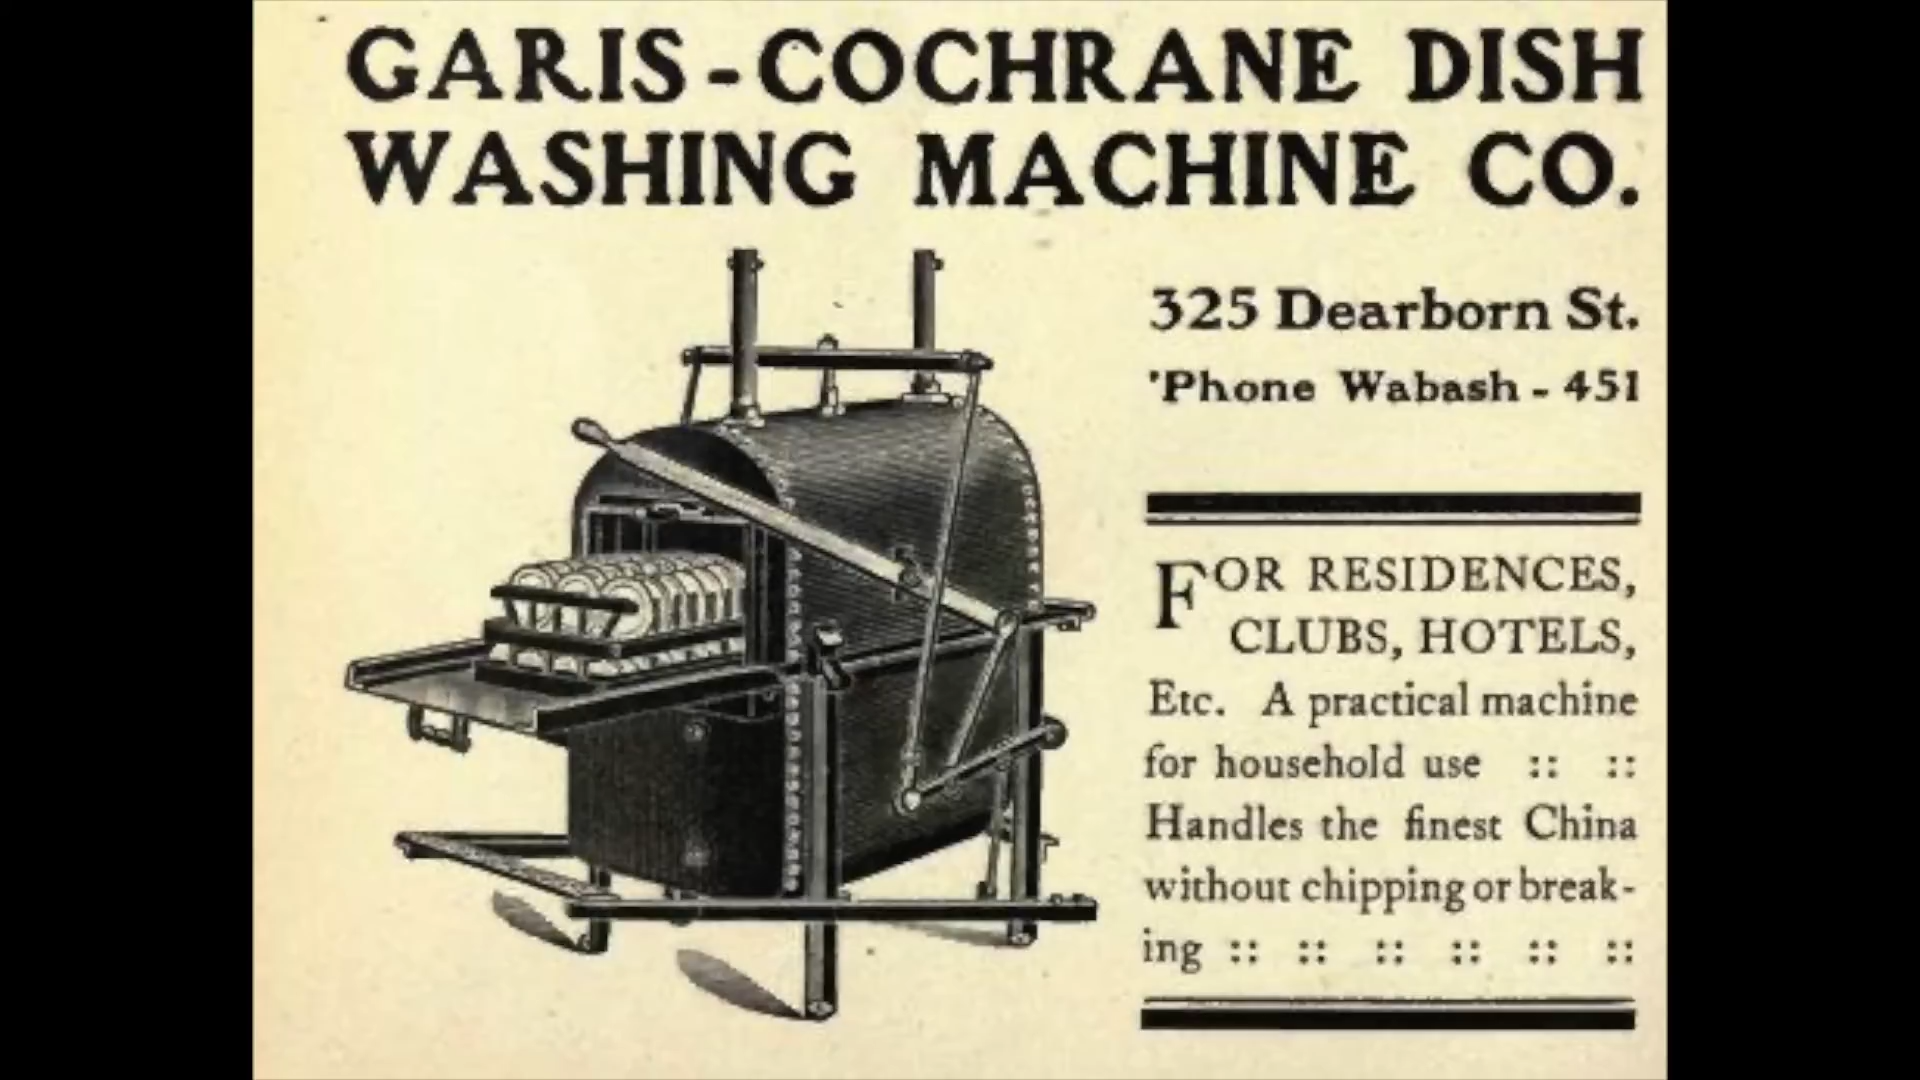 GARIS-COCHRANE DISH
WASHING MACHINE CO.
325 Dearborn St.
'Phone Wabash - 451
FOR RESIDENCES,
CLUBS, HOTELS,
Etc. A practical machine
for household use :: ::
Handles the finest China
without chipping or break-
ing :: :: :: :: :: ::